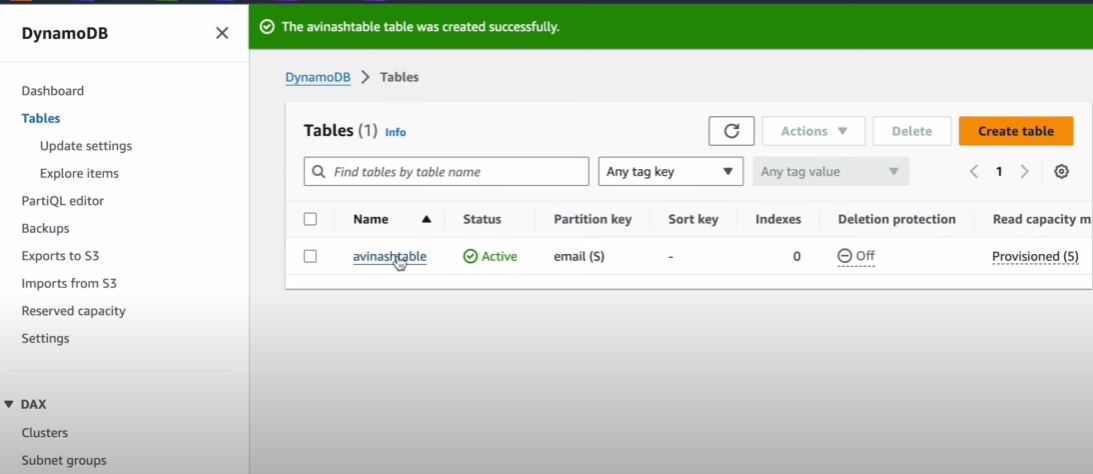 DynamoDB
The avinashtable table was created successfully.
Dashboard
Tables
Update settings
Explore items
PartiQL editor
Backups
Exports to S3
Imports from S3
Reserved capacity
Settings
DAX
Clusters
Subnet groups
DynamoDB > Tables
Tables (1) Info
Actions
Delete
Create table
Find tables by table name
Any tag key
Any tag value
1
Name Status Partition key Sort key Indexes Deletion protection Read capacity m
avinashtable Active email (S) - 0 Off Provisioned (5)